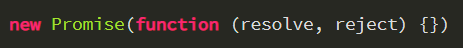 new Promise(function (resolve, reject) {})